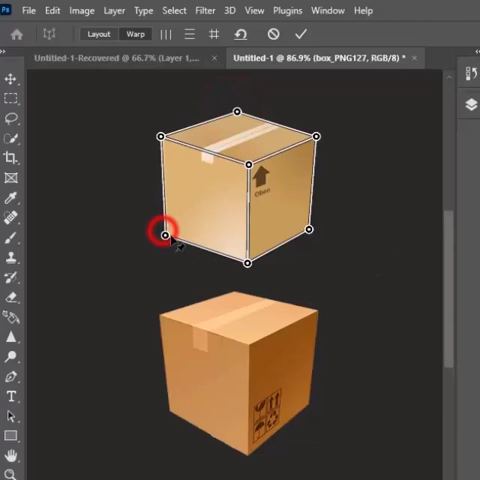 Ps File Edit Image Layer Type Select Filter 3D View Plugins Window Help
Layout Warp
Untitled-1-Recovered @ 66.7% (Layer 1,... × Untitled-1 @ 86.9% (box_PNG127, RGB/8) * ×
T